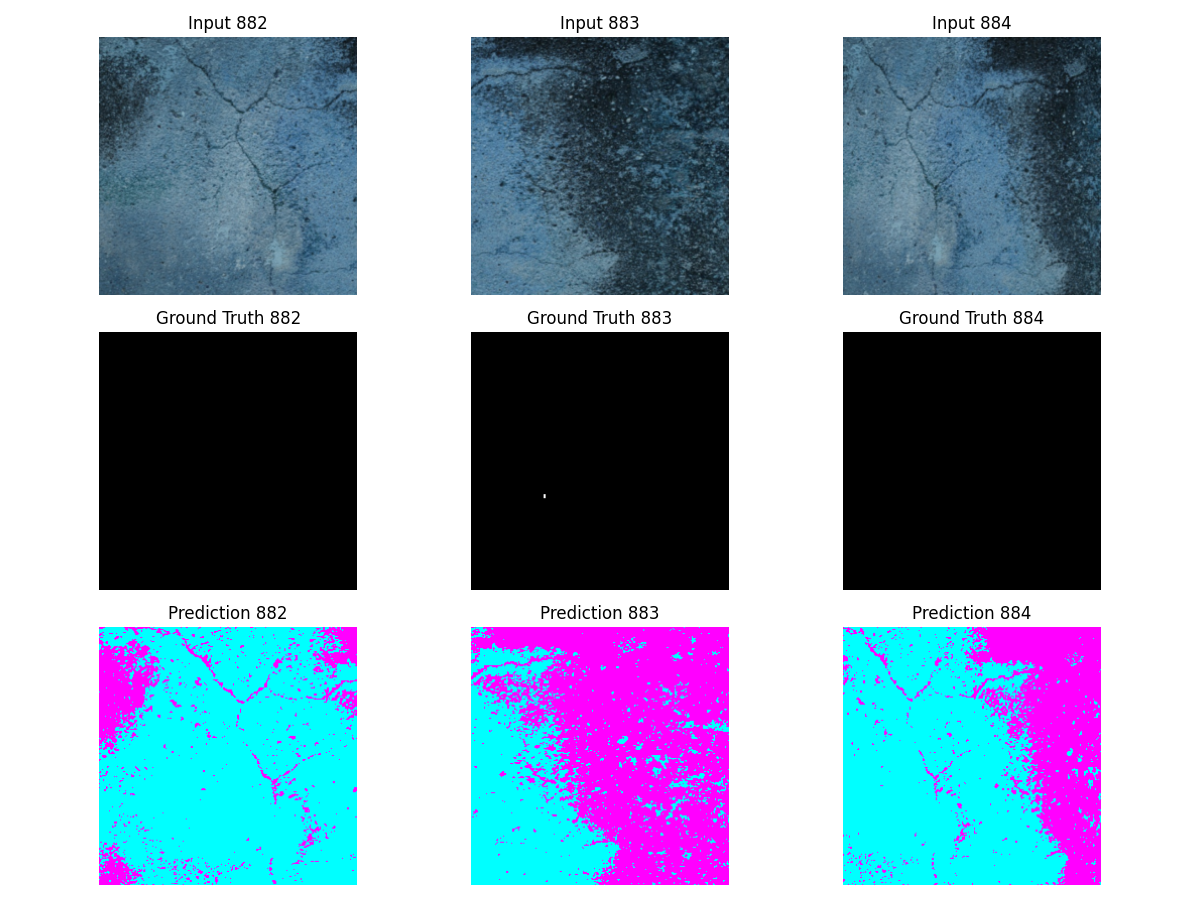 Input 882
Input 883
Input 884
Ground Truth 882
Ground Truth 883
Ground Truth 884
Prediction 882
Prediction 883
Prediction 884